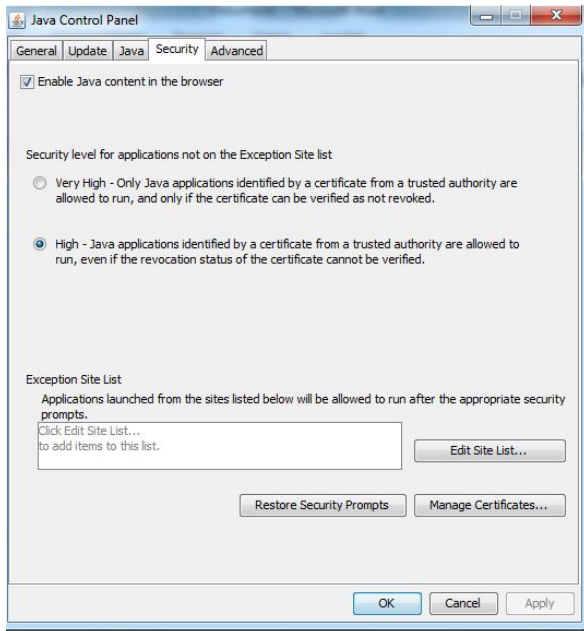 Java Control Panel
General Update Java Security Advanced
Enable Java content in the browser
Security level for applications not on the Exception Site list
Very High - Only Java applications identified by a certificate from a trusted authority are
allowed to run, and only if the certificate can be verified as not revoked.
High - Java applications identified by a certificate from a trusted authority are allowed to
run, even if the revocation status of the certificate cannot be verified.
Exception Site List
Applications launched from the sites listed below will be allowed to run after the appropriate security
prompts.
Click Edit Site List...
to add items to this list.
Edit Site List...
Restore Security Prompts Manage Certificates...
OK Cancel Apply